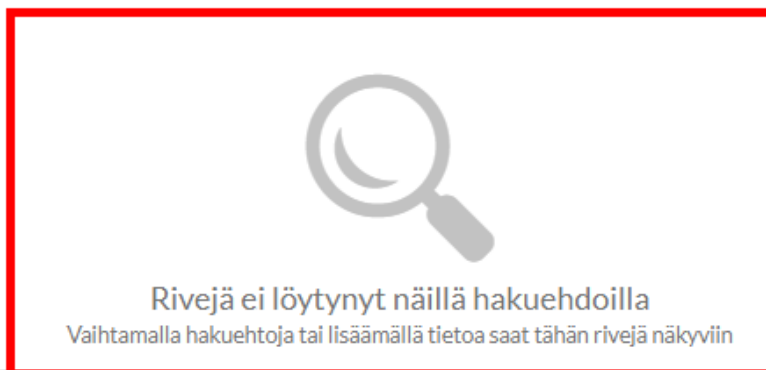 Rivejä ei löytynyt näillä hakuehdoilla
Vaihtamalla hakuehtoja tai lisäämällä tietoa saat tähän rivejä näkyviin